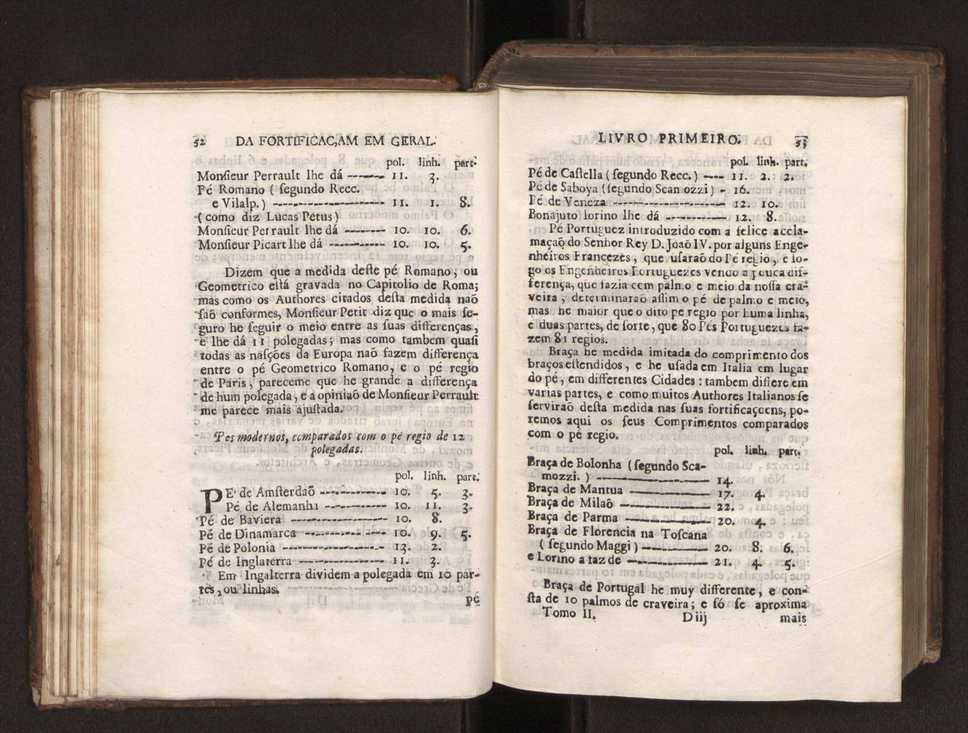 52 DA FORTIFICAC,AM EM GERAL.
pol. linh. part.
Monſieur Perrault lhe dá ——— 11. 3.
Pé Romano ( ſegundo Recc.
e Vilalp.) ——— 11. 1. 8.
( como diz Lucas Petus)
Monſieur Perrault lhe dá ——— 10. 10. 6.
Monſieur Picart lhe dá ——— 10. 10. 5.
Dizem que a medida deſte pé Romano, ou
Geometrico eſtá gravada no Capitolio de Roma;
mas como os Authores citados deſta medida naõ
ſaõ conformes, Monſieur Petit diz que o mais ſe-
guro he ſeguir o meio entre as ſuas differenças,
e lhe dá 11 polegadas; mas como tambem quaſi
todas as naſções da Europa naõ fazem differença
entre o pé Geometrico Romano, e o pé regio
de Paris, pareceme que he grande a differença
de hum polegada, e a opiniaõ de Monſieur Perrault
me parece mais ajuſtada.
Pes modernos, comparados com o pé regio de 12
polegadas.
pol. linh. part.
PE' de Amſterdaõ ——— 10. 5. 3.
Pé de Alemanha ——— 10. 11. 3.
Pé de Baviera ——— 10. 8.
Pé de Dinamarca ——— 10. 9. 5.
Pé de Polonia ——— 13. 2.
Pé de Inglaterra ——— 11. 3.
Em Ingalterra dividem a polegada em 10 par-
tes, ou linhas.
Pé
LIVRO PRIMEIRO. 53
pol. linh. part.
Pé de Caſtella ( ſegundo Recc.) —— 11. 2. 2.
Pé de Saboya (ſegundo Scamozzi) - 16.
Pé de Veneza ——— 12. 10.
Bonajuto lorino lhe dá ——— 12. 8.
Pé Portuguez introduzido com a felice accla-
maçaõ do Senhor Rey D. Joaõ IV. por alguns Enge-
nheiros Francezes, que uſaraõ do Pé regio, e lo-
go os Engenheiros Portuguezes vendo a pouca dif-
ferença, que fazia com palmo e meio da noſſa cra-
veira, determinaraõ aſſim o pé de palmo e meio,
mas he maior que o dito pe regio por huma linha,
e duas partes, de ſorte, que 80 Pés Portuguezes fa-
zem 81 regios.
Braça he medida imitada do comprimento dos
braços eſtendidos, e he uſada em Italia em lugar
do pé, em differentes Cidades: tambem differe em
varias partes, e como muitos Authores Italianos ſe
ſerviraõ deſta medida nas ſuas fortificaçoens, po-
remos aqui os ſeus Comprimentos comparados
com o pé regio.
pol. linh. part.
Braça de Bolonha ( ſegundo Sca-
mozzi. ) ——— 14.
Braça de Mantua ——— 17. 4.
Braça de Milaõ ——— 22.
Braça de Parma ——— 20. 4.
Braça de Florencia na Toſcana
( ſegundo Maggi) ——— 20. 8. 6.
e Lorino a faz de ——— 21. 4. 5.
Braça de Portugal he muy differente, e con-
ſta de 10 palmos de craveira; e ſó ſe aproxima
Tomo II. D iij mais